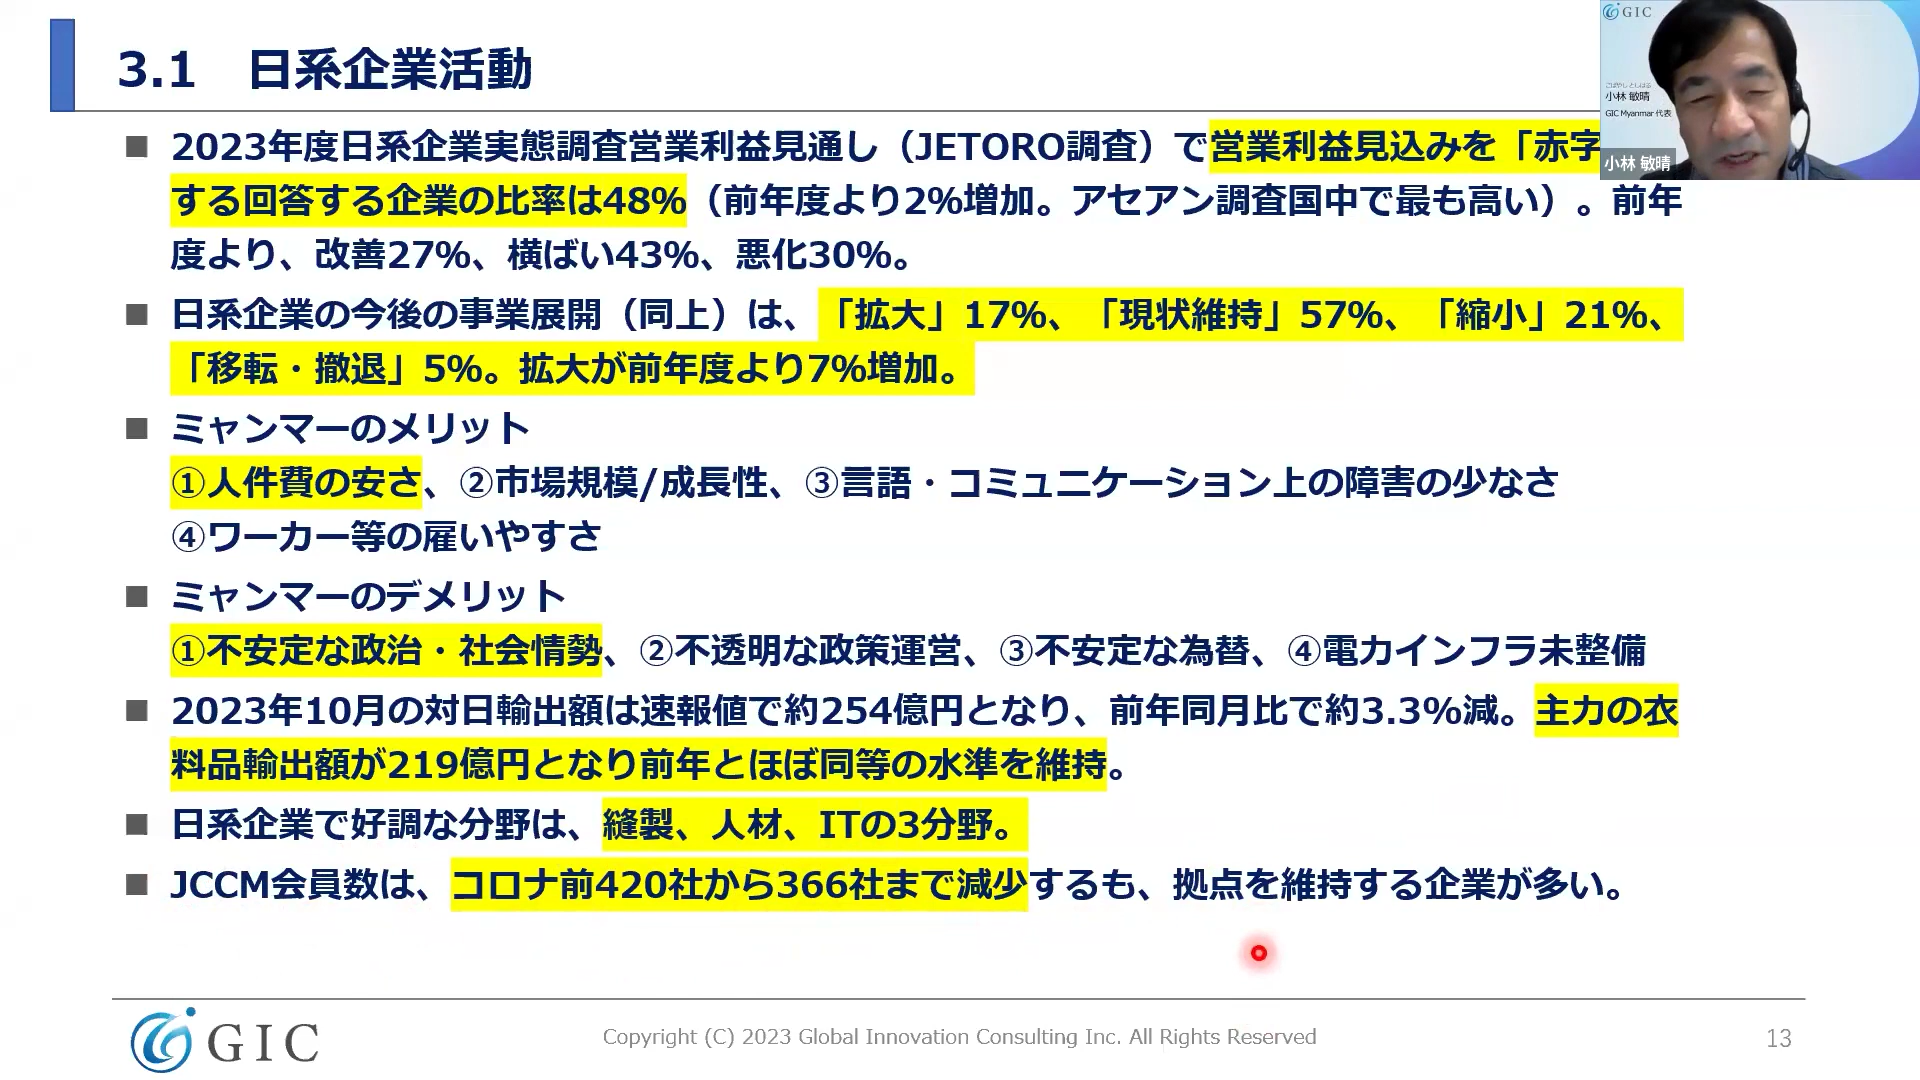 3.1 日系企業活動
GIC
小林 敏晴
GIC Myanmar 代表
小林 敏晴
■ 2023年度日系企業実態調査営業利益見通し（JETORO調査）で営業利益見込みを「赤字
する回答する企業の比率は48%（前年度より2%増加。アセアン調査国中で最も高い）。前年
度より、改善27%、横ばい43%、悪化30%。
■ 日系企業の今後の事業展開（同上）は、「拡大」17%、「現状維持」57%、「縮小」21%、
「移転・撤退」5%。拡大が前年度より7%増加。
■ ミャンマーのメリット
①人件費の安さ、②市場規模/成長性、③言語・コミュニケーション上の障害の少なさ
④ワーカー等の雇いやすさ
■ ミャンマーのデメリット
①不安定な政治・社会情勢、②不透明な政策運営、③不安定な為替、④電力インフラ未整備
■ 2023年10月の対日輸出額は速報値で約254億円となり、前年同月比で約3.3%減。主力の衣
料品輸出額が219億円となり前年とほぼ同等の水準を維持。
■ 日系企業で好調な分野は、縫製、人材、ITの3分野。
■ JCCM会員数は、コロナ前420社から366社まで減少するも、拠点を維持する企業が多い。
GIC
Copyright (C) 2023 Global Innovation Consulting Inc. All Rights Reserved
13